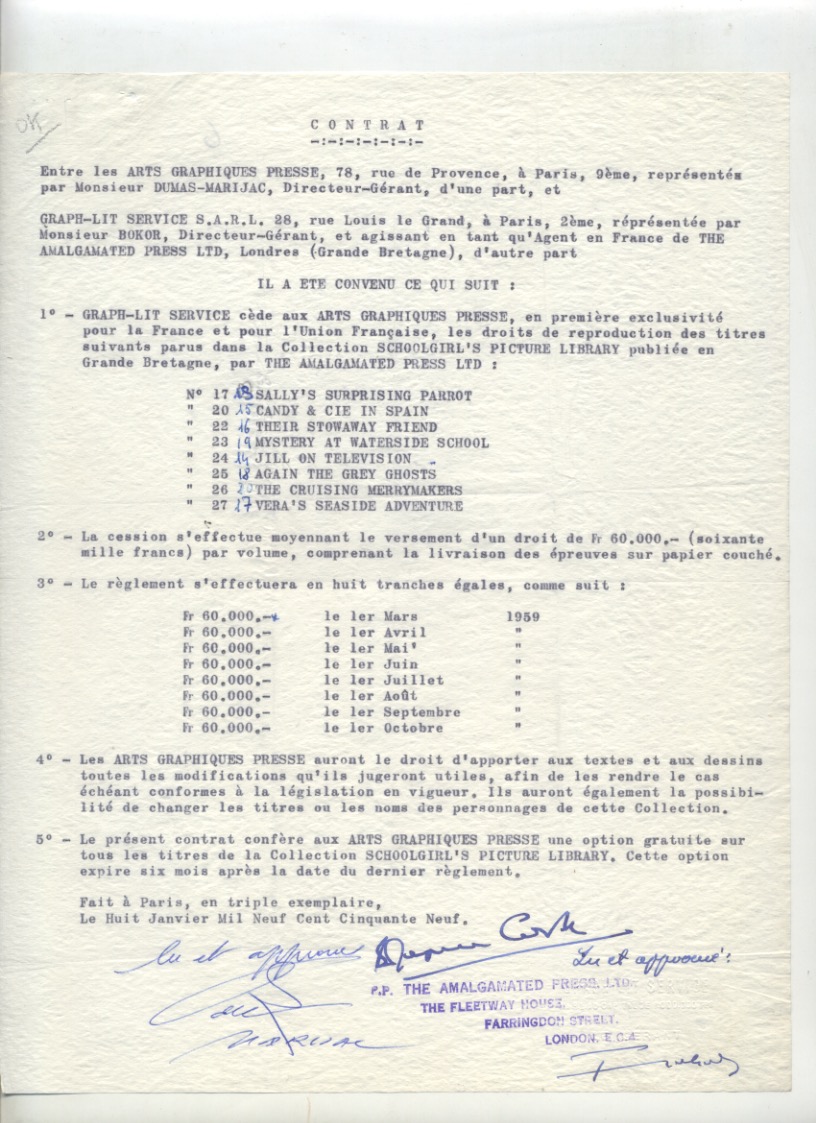 OK
C O N T R A T
-:-:-:-:-:-:-
Entre les ARTS GRAPHIQUES PRESSE, 78, rue de Provence, à Paris, 9ème, représentés
par Monsieur DUMAS-MARIJAC, Directeur-Gérant, d'une part, et
GRAPH-LIT SERVICE S.A.R.L. 28, rue Louis le Grand, à Paris, 2ème, réprésentée par
Monsieur BOKOR, Directeur-Gérant, et agissant en tant qu'Agent en France de THE
AMALGAMATED PRESS LTD, Londres (Grande Bretagne), d'autre part
IL A ETE CONVENU CE QUI SUIT :
1° - GRAPH-LIT SERVICE cède aux ARTS GRAPHIQUES PRESSE, en première exclusivité
pour la France et pour l'Union Française, les droits de reproduction des titres
suivants parus dans la Collection SCHOOLGIRL'S PICTURE LIBRARY publiée en
Grande Bretagne, par THE AMALGAMATED PRESS LTD :
N° 17 13 SALLY'S SURPRISING PARROT
" 20 15 CANDY & CIE IN SPAIN
" 22 16 THEIR STOWAWAY FRIEND
" 23 19 MYSTERY AT WATERSIDE SCHOOL
" 24 14 JILL ON TELEVISION
" 25 18 AGAIN THE GREY GHOSTS
" 26 20 THE CRUISING MERRYMAKERS
" 27 17 VERA'S SEASIDE ADVENTURE
2° - La cession s'effectue moyennant le versement d'un droit de Fr 60.000.- (soixante
mille francs) par volume, comprenant la livraison des épreuves sur papier couché.
3° - Le règlement s'effectuera en huit tranches égales, comme suit :
Fr 60.000.- le 1er Mars 1959
Fr 60.000.- le 1er Avril "
Fr 60.000.- le 1er Mai "
Fr 60.000.- le 1er Juin "
Fr 60.000.- le 1er Juillet "
Fr 60.000.- le 1er Août "
Fr 60.000.- le 1er Septembre "
Fr 60.000.- le 1er Octobre "
4° - Les ARTS GRAPHIQUES PRESSE auront le droit d'apporter aux textes et aux dessins
toutes les modifications qu'ils jugeront utiles, afin de les rendre le cas
échéant conformes à la législation en vigueur. Ils auront également la possibi-
lité de changer les titres ou les noms des personnages de cette Collection.
5° - Le présent contrat confère aux ARTS GRAPHIQUES PRESSE une option gratuite sur
tous les titres de la Collection SCHOOLGIRL'S PICTURE LIBRARY. Cette option
expire six mois après la date du dernier règlement.
Fait à Paris, en triple exemplaire,
Le Huit Janvier Mil Neuf Cent Cinquante Neuf.
lu et approuvé
Lu et approuvé:
P.P. THE AMALGAMATED PRESS, LTD.
THE FLEETWAY HOUSE,
FARRINGDON STREET,
LONDON, E.C.4
MARIJAC